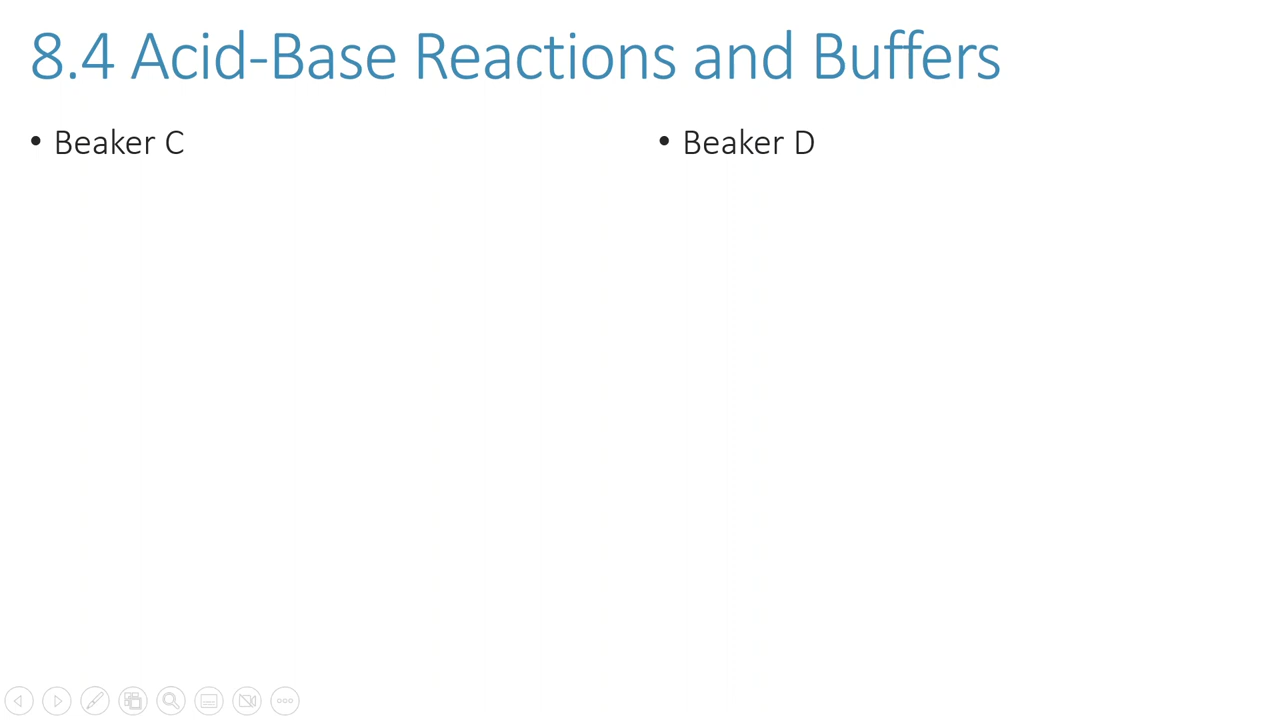 8.4 Acid-Base Reactions and Buffers
• Beaker C
• Beaker D